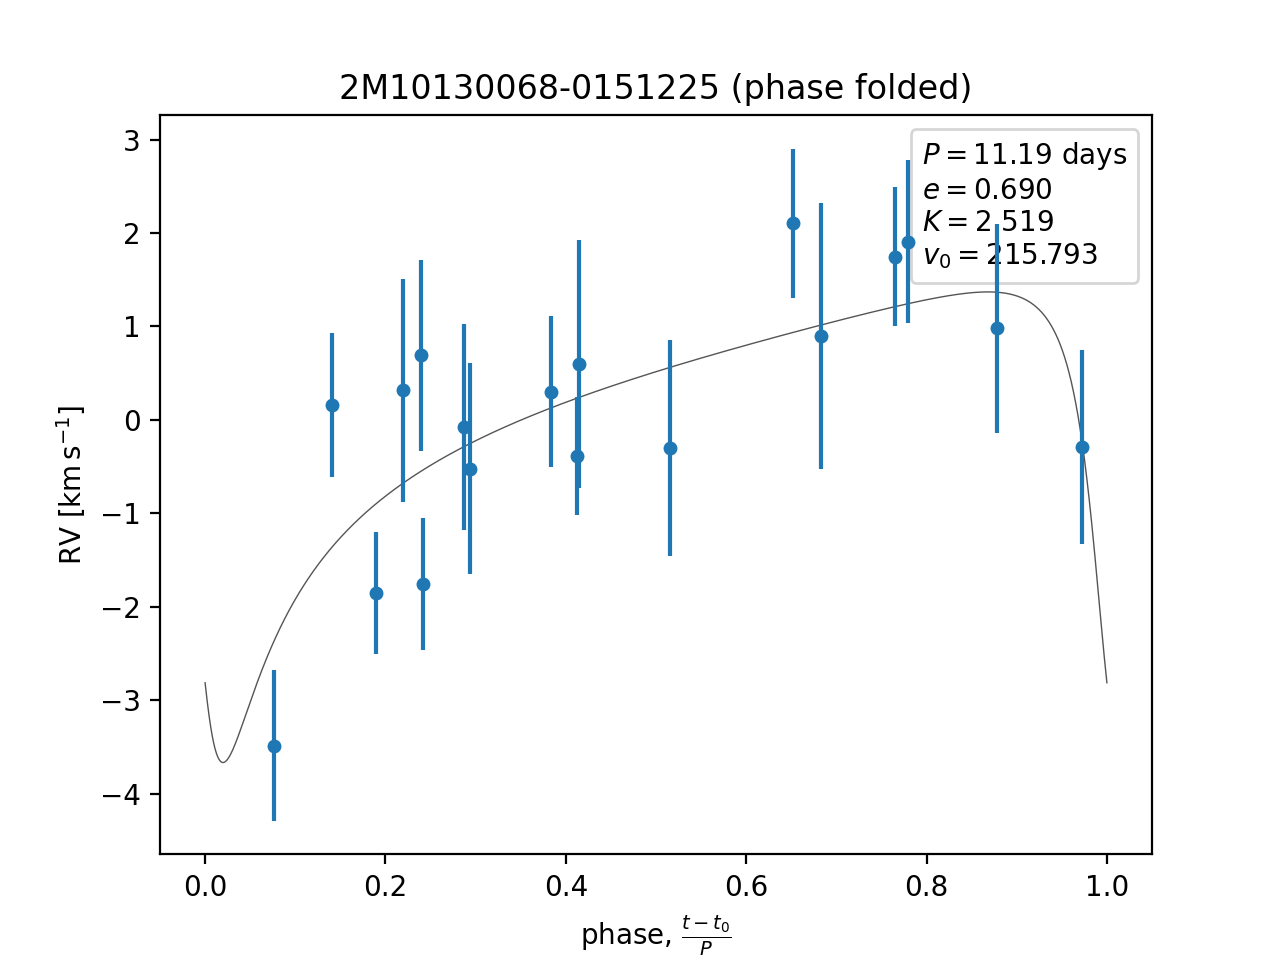 2M10130068-0151225 (phase folded)
P = 11.19 days
e = 0.690
K = 2.519
v₀ = 215.793
3
2
1
0
−1
−2
−3
−4
RV [km s⁻¹]
0.0 0.2 0.4 0.6 0.8 1.0
phase, (t − t₀)/P